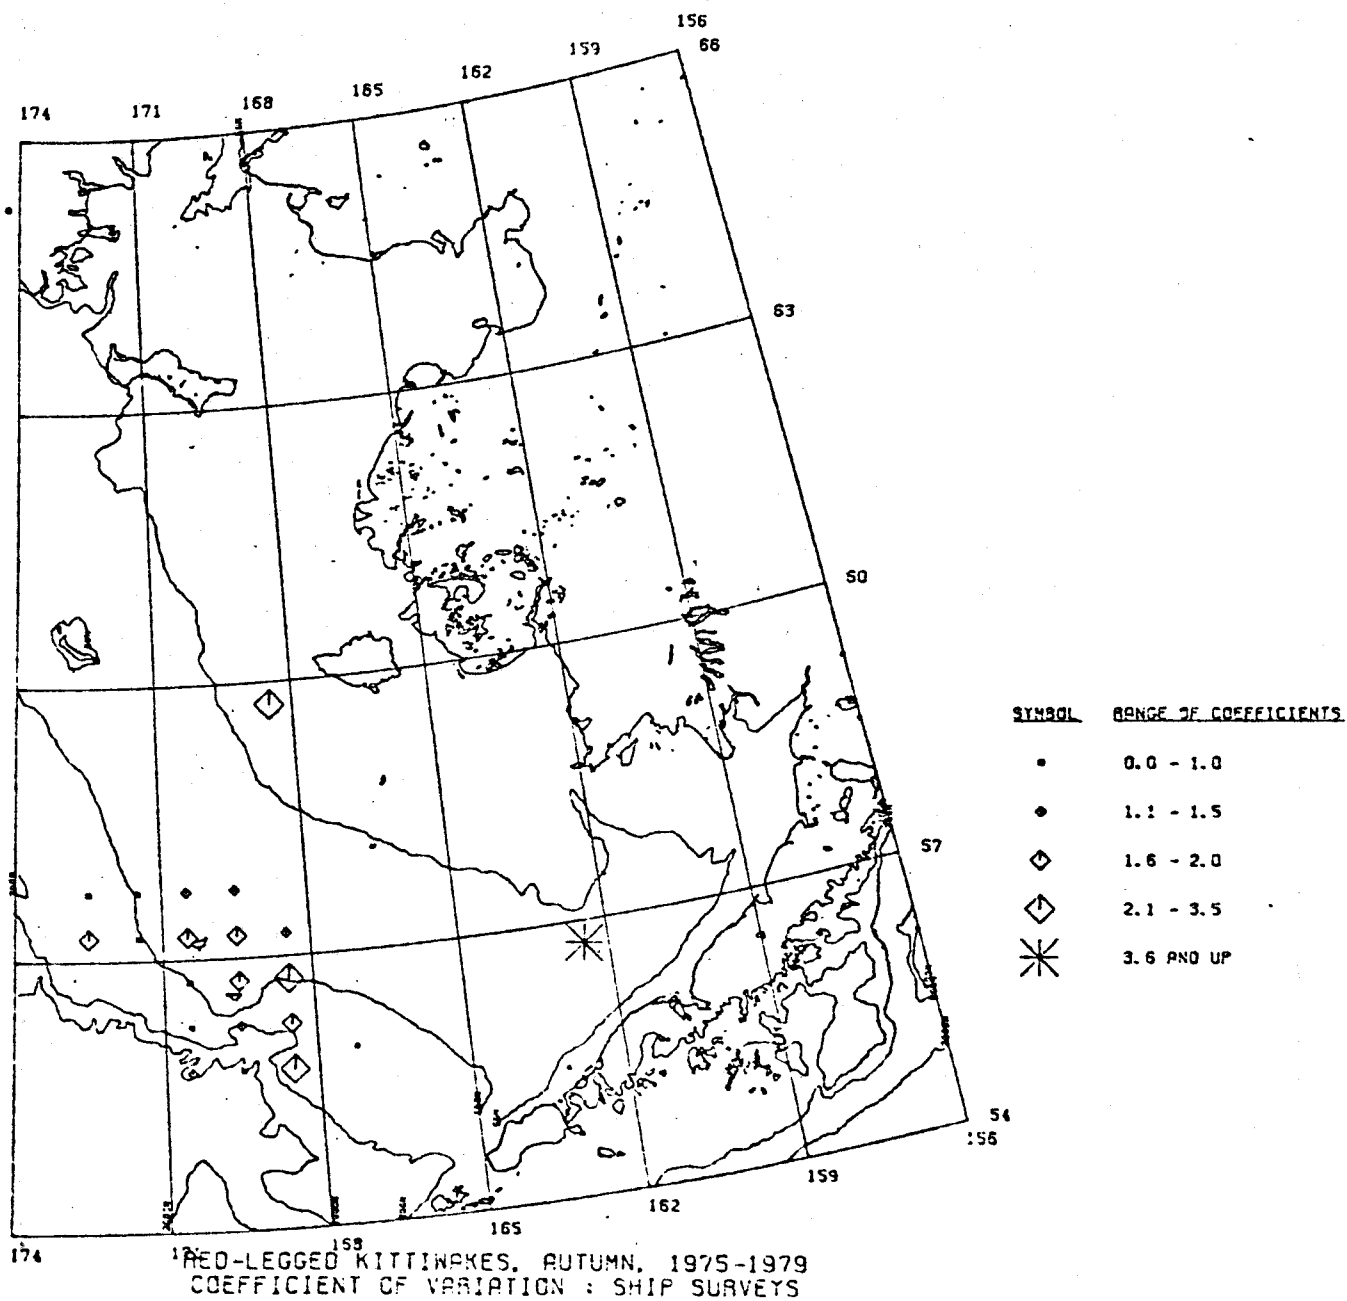 156
66
159
162
165
168
171
174
63
60
SYMBOL RANGE OF COEFFICIENTS
0.0 - 1.0
1.1 - 1.5
1.6 - 2.0
2.1 - 3.5
3.6 AND UP
57
54
156
159
162
165
168
174
RED-LEGGED KITTIWAKES, AUTUMN, 1975-1979
COEFFICIENT OF VARIATION : SHIP SURVEYS